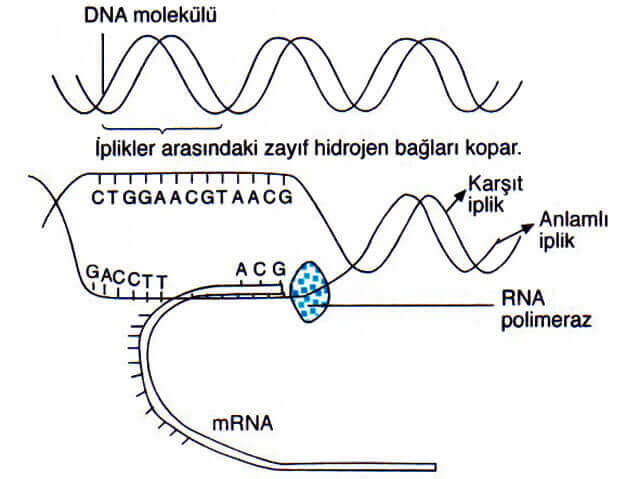 DNA molekülü
İplikler arasındaki zayıf hidrojen bağları kopar.
CTGGAACGTAACG
Karşıt
iplik
Anlamlı
iplik
GACCTT
ACG
RNA
polimeraz
mRNA